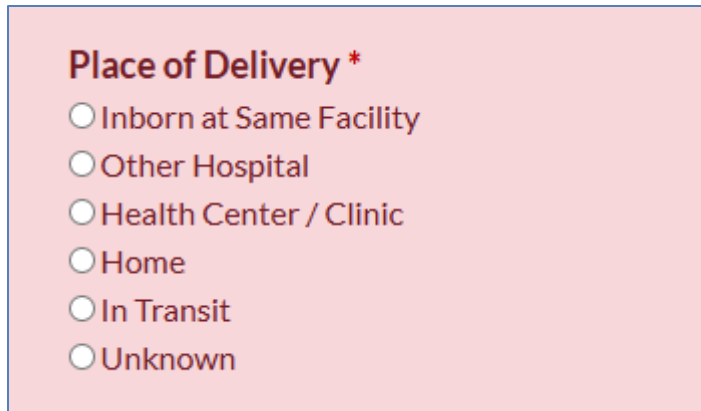 Place of Delivery *
Inborn at Same Facility
Other Hospital
Health Center / Clinic
Home
In Transit
Unknown